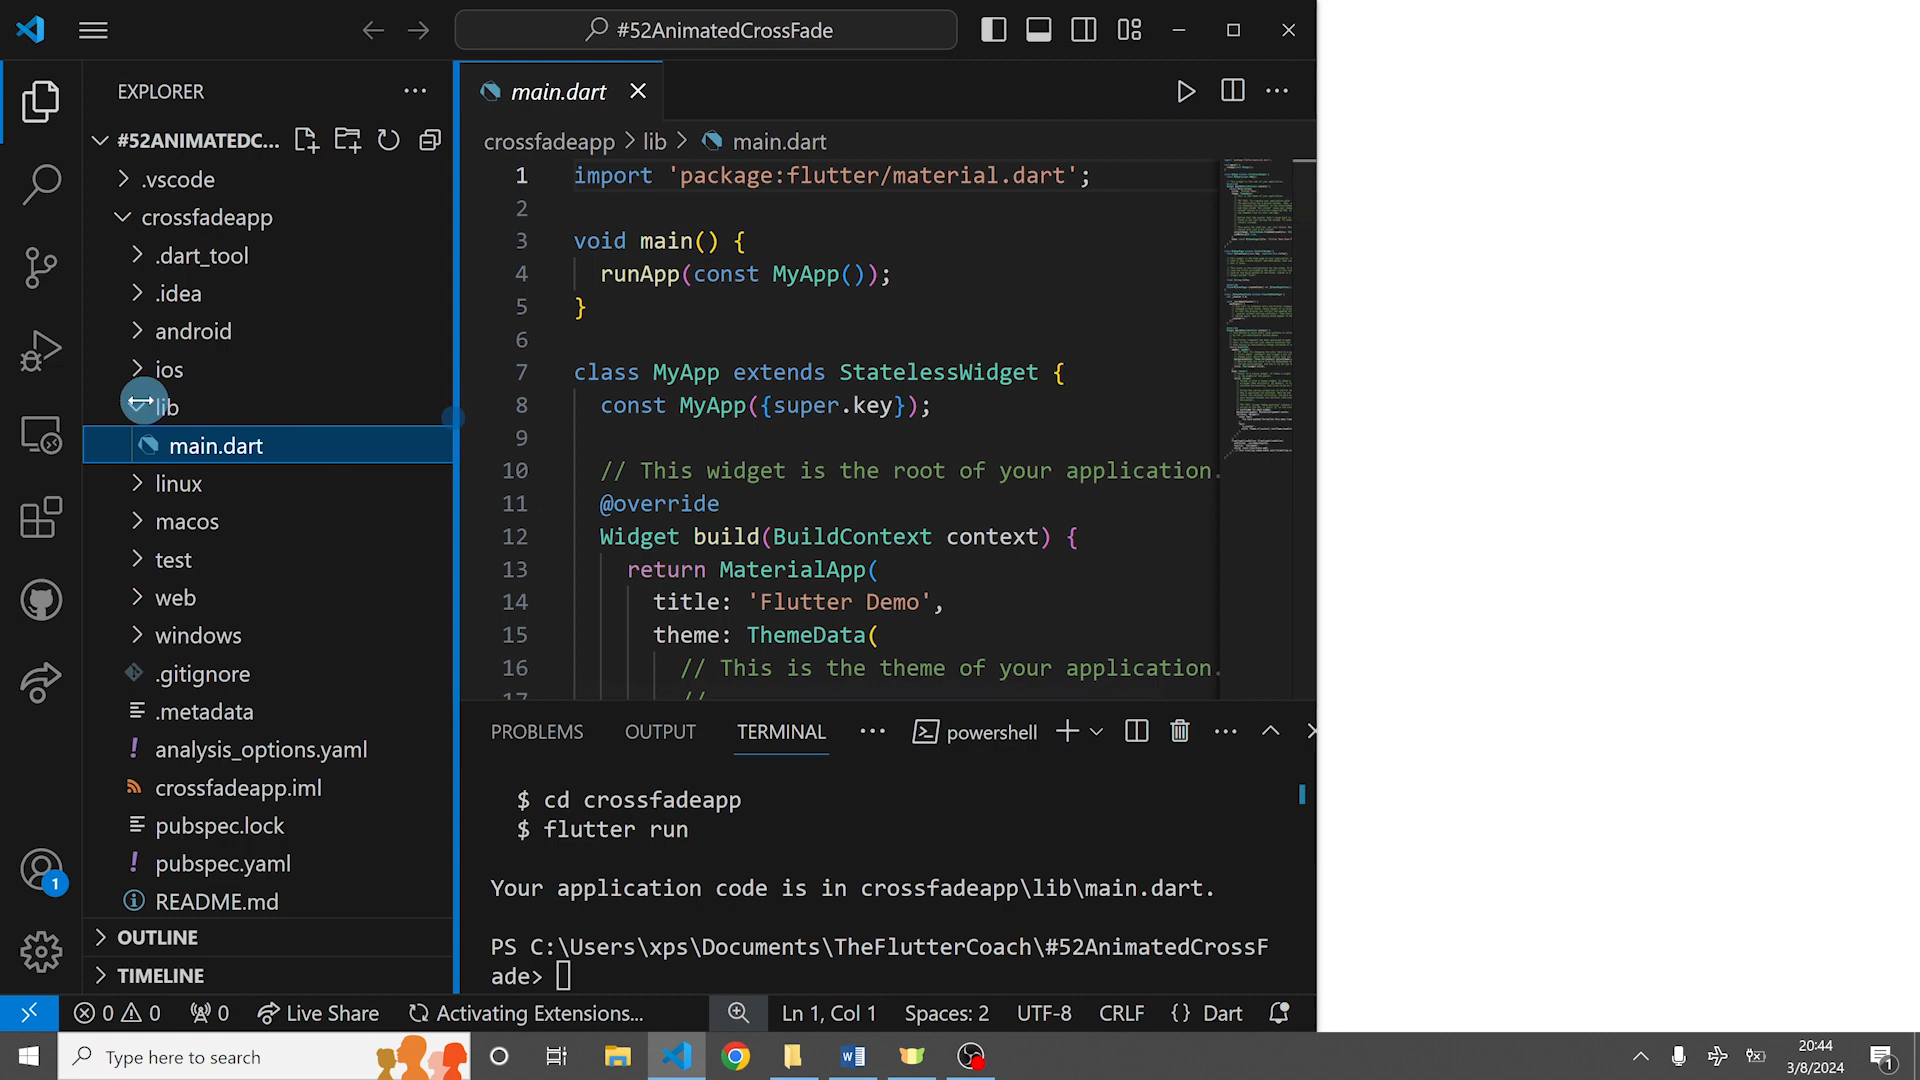 #52AnimatedCrossFade
EXPLORER
#52ANIMATEDC...
.vscode
crossfadeapp
.dart_tool
.idea
android
ios
lib
main.dart
linux
macos
test
web
windows
.gitignore
.metadata
! analysis_options.yaml
crossfadeapp.iml
pubspec.lock
! pubspec.yaml
README.md
OUTLINE
TIMELINE
main.dart
crossfadeapp > lib > main.dart
1 import 'package:flutter/material.dart';
2
3 void main() {
4 runApp(const MyApp());
5 }
6
7 class MyApp extends StatelessWidget {
8 const MyApp({super.key});
9
10 // This widget is the root of your application.
11 @override
12 Widget build(BuildContext context) {
13 return MaterialApp(
14 title: 'Flutter Demo',
15 theme: ThemeData(
16 // This is the theme of your application.
17 //
PROBLEMS OUTPUT TERMINAL ... powershell
$ cd crossfadeapp
$ flutter run
Your application code is in crossfadeapp\lib\main.dart.
PS C:\Users\xps\Documents\TheFlutterCoach\#52AnimatedCrossF
ade>
1
0 0 0 Live Share Activating Extensions... Ln 1, Col 1 Spaces: 2 UTF-8 CRLF {} Dart
Type here to search
20:44
3/8/2024
1